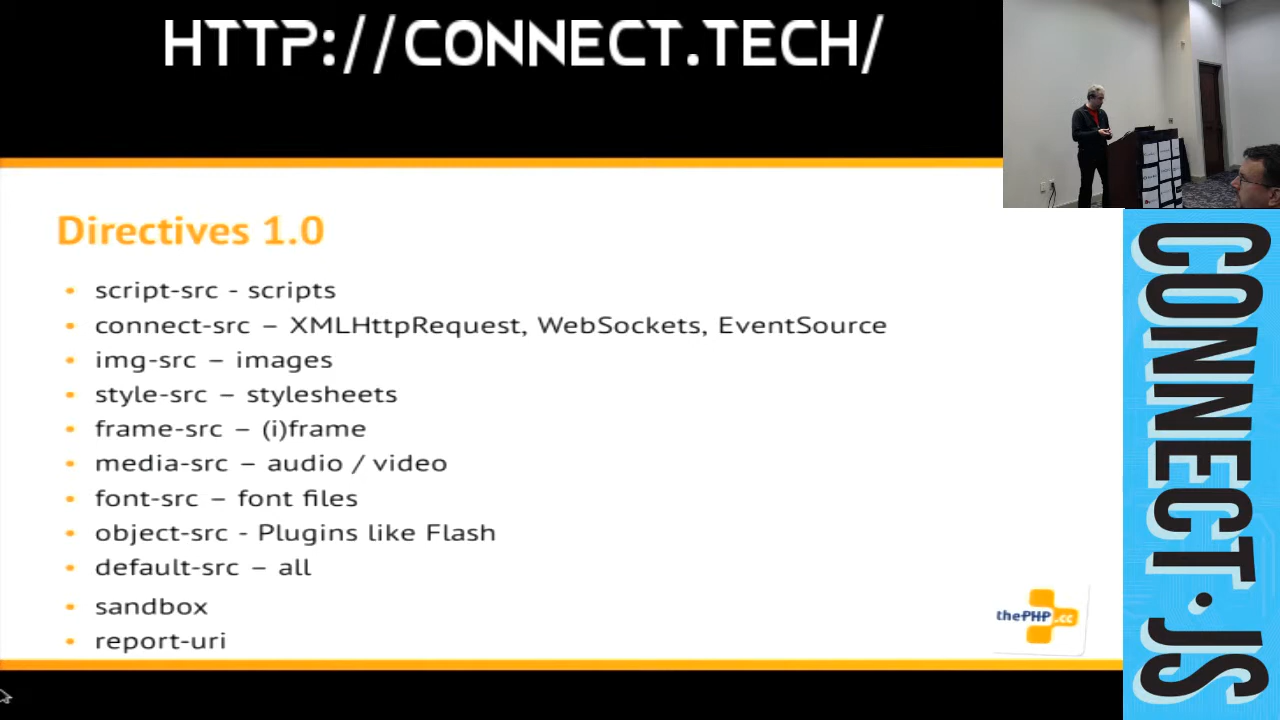 HTTP://CONNECT.TECH/
Directives 1.0
script-src - scripts
connect-src – XMLHttpRequest, WebSockets, EventSource
img-src – images
style-src – stylesheets
frame-src – (i)frame
media-src – audio / video
font-src – font files
object-src - Plugins like Flash
default-src – all
sandbox
report-uri
thePHP.cc
CONNECT.JS